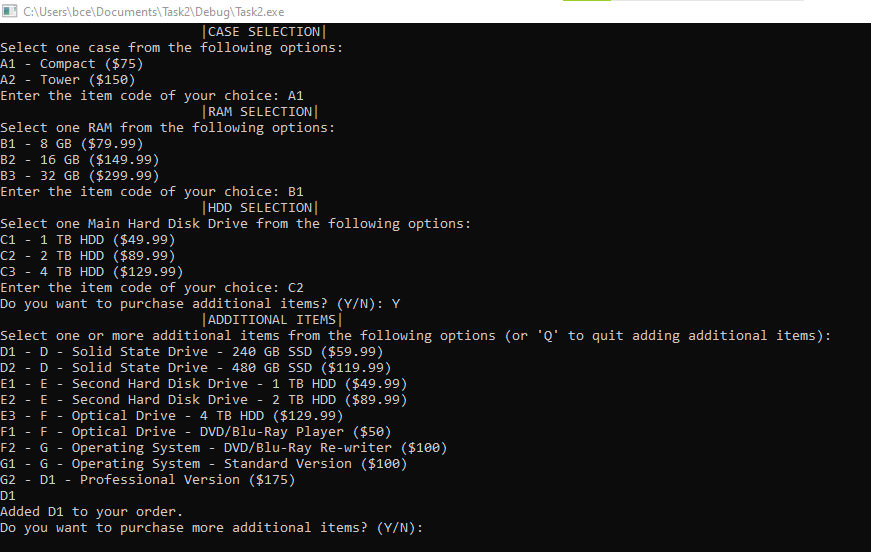 C:\Users\bce\Documents\Task2\Debug\Task2.exe
|CASE SELECTION|
Select one case from the following options:
A1 - Compact ($75)
A2 - Tower ($150)
Enter the item code of your choice: A1
|RAM SELECTION|
Select one RAM from the following options:
B1 - 8 GB ($79.99)
B2 - 16 GB ($149.99)
B3 - 32 GB ($299.99)
Enter the item code of your choice: B1
|HDD SELECTION|
Select one Main Hard Disk Drive from the following options:
C1 - 1 TB HDD ($49.99)
C2 - 2 TB HDD ($89.99)
C3 - 4 TB HDD ($129.99)
Enter the item code of your choice: C2
Do you want to purchase additional items? (Y/N): Y
|ADDITIONAL ITEMS|
Select one or more additional items from the following options (or 'Q' to quit adding additional items):
D1 - D - Solid State Drive - 240 GB SSD ($59.99)
D2 - D - Solid State Drive - 480 GB SSD ($119.99)
E1 - E - Second Hard Disk Drive - 1 TB HDD ($49.99)
E2 - E - Second Hard Disk Drive - 2 TB HDD ($89.99)
E3 - F - Optical Drive - 4 TB HDD ($129.99)
F1 - F - Optical Drive - DVD/Blu-Ray Player ($50)
F2 - G - Operating System - DVD/Blu-Ray Re-writer ($100)
G1 - G - Operating System - Standard Version ($100)
G2 - D1 - Professional Version ($175)
D1
Added D1 to your order.
Do you want to purchase more additional items? (Y/N):